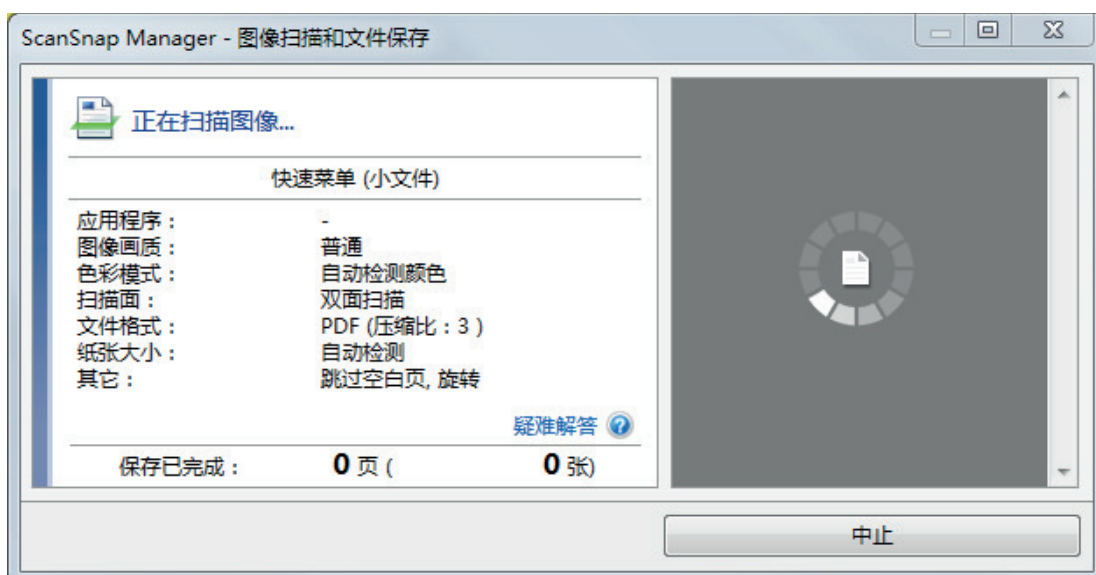 ScanSnap Manager - 图像扫描和文件保存
正在扫描图像...
快速菜单 (小文件)
应用程序： -
图像画质： 普通
色彩模式： 自动检测颜色
扫描面： 双面扫描
文件格式： PDF (压缩比：3 )
纸张大小： 自动检测
其它： 跳过空白页, 旋转
疑难解答
保存已完成： 0 页 ( 0 张)
中止